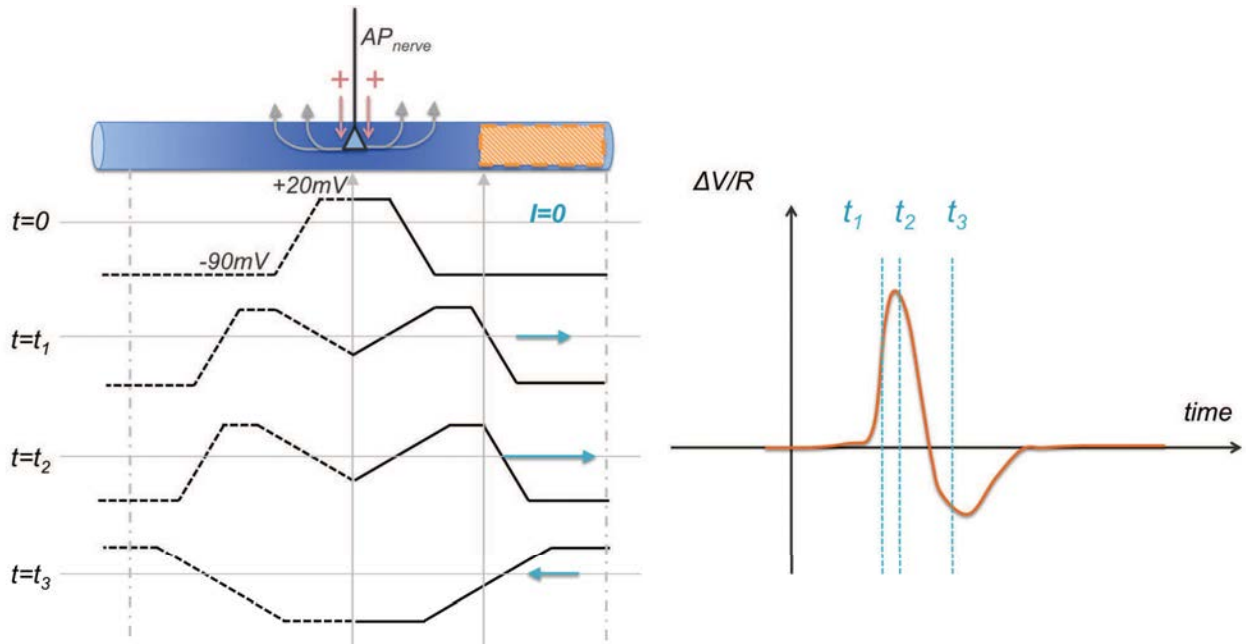 AP_nerve
+ +
+20mV
t=0
I=0
-90mV
t=t₁
t=t₂
t=t₃
ΔV/R
t₁ t₂ t₃
time